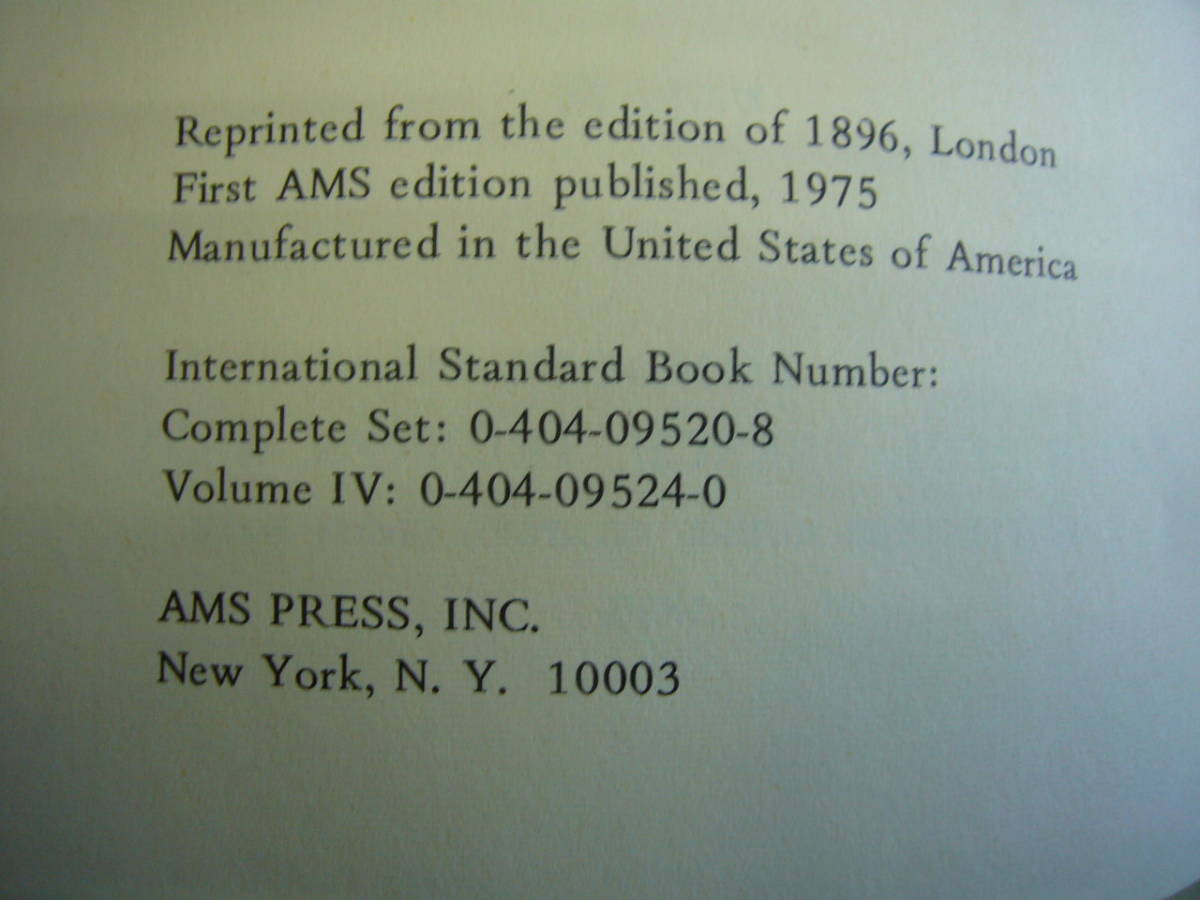 Reprinted from the edition of 1896, London
First AMS edition published, 1975
Manufactured in the United States of America
International Standard Book Number:
Complete Set: 0-404-09520-8
Volume IV: 0-404-09524-0
AMS PRESS, INC.
New York, N. Y. 10003